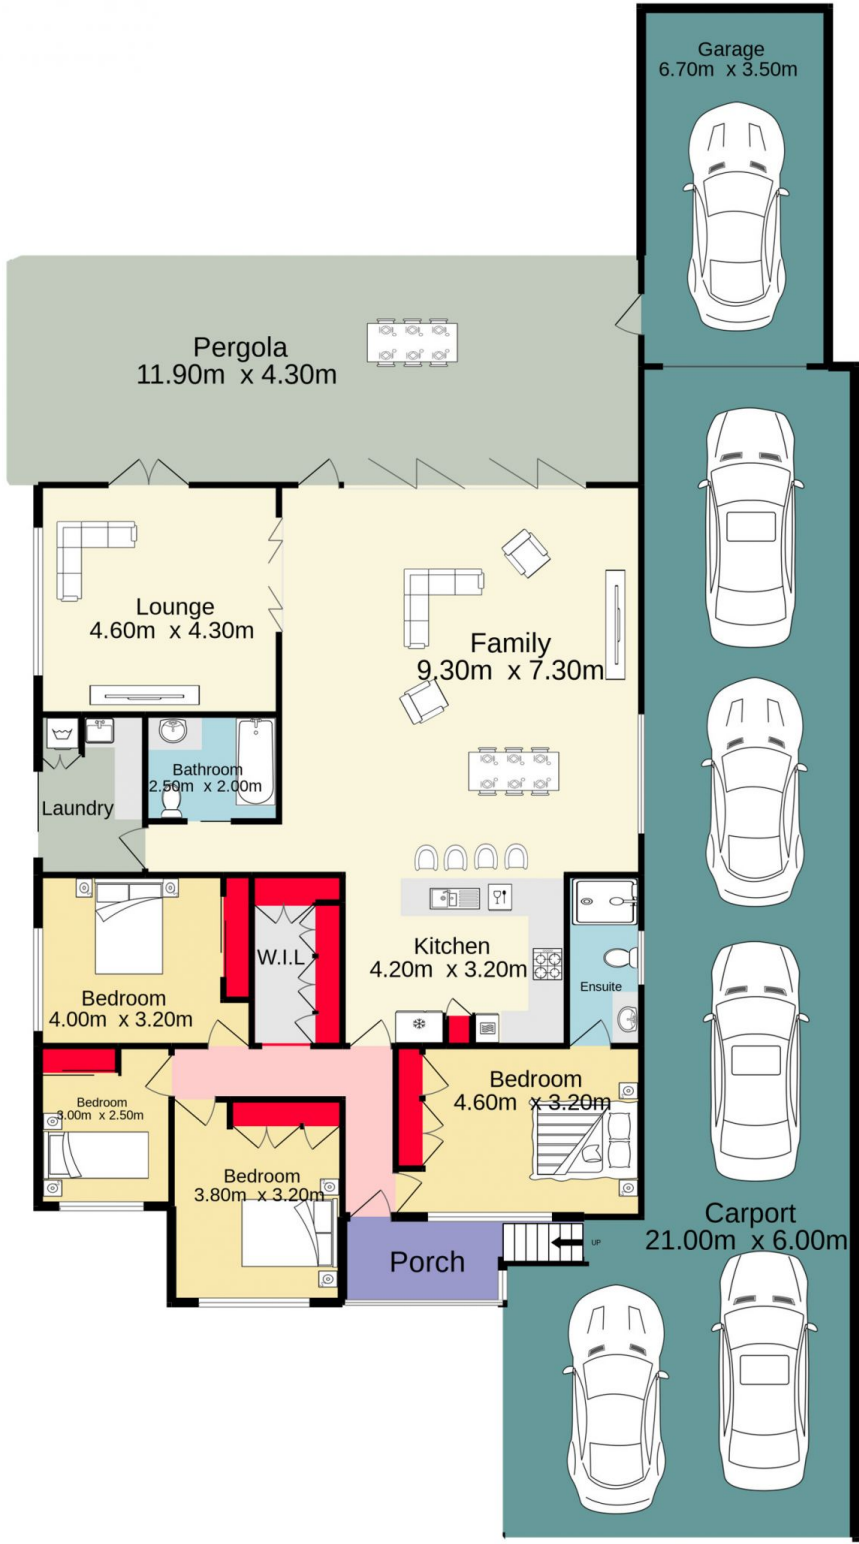 Garage
6.70m x 3.50m
Pergola
11.90m x 4.30m
Lounge
4.60m x 4.30m
Family
9.30m x 7.30m
Bathroom
2.50m x 2.00m
Laundry
W.I.L
Kitchen
4.20m x 3.20m
Ensuite
Bedroom
4.00m x 3.20m
Bedroom
3.00m x 2.50m
Bedroom
4.60m x 3.20m
Bedroom
3.80m x 3.20m
Carport
21.00m x 6.00m
Porch
UP